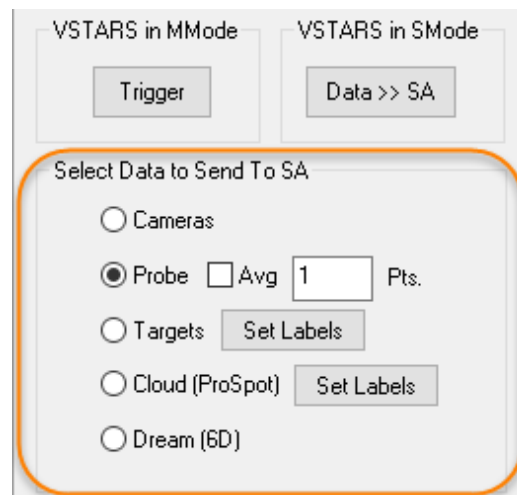 VSTARS in MMode VSTARS in SMode
Trigger Data >> SA
Select Data to Send To SA
Cameras
Probe Avg 1 Pts.
Targets Set Labels
Cloud (ProSpot) Set Labels
Dream (6D)